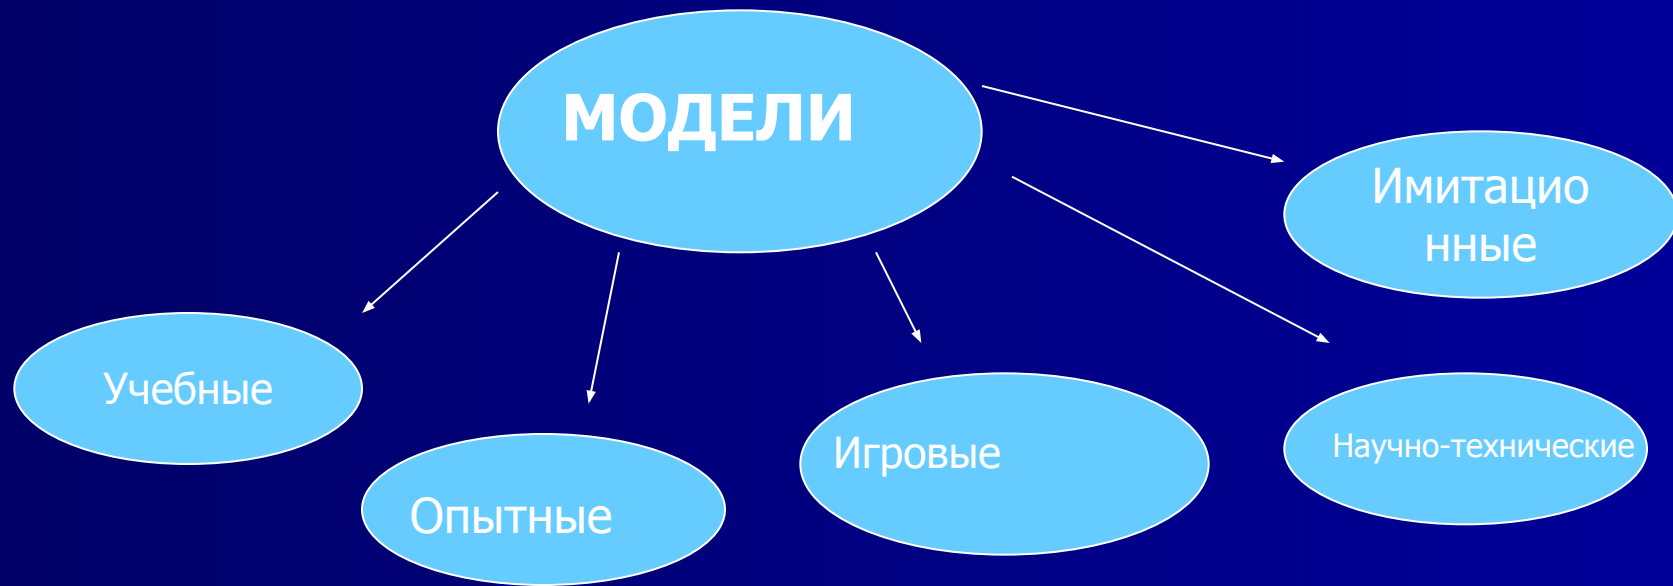 МОДЕЛИ
Имитацио
нные
Учебные
Опытные
Игровые
Научно-технические